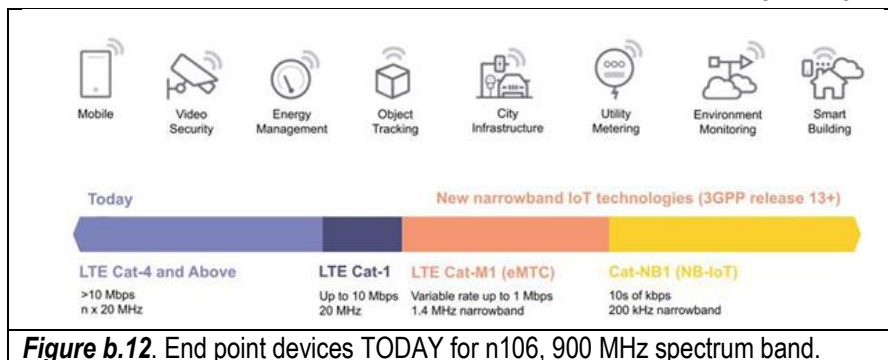 Mobile
Video
Security
Energy
Management
Object
Tracking
City
Infrastructure
Utility
Metering
Environment
Monitoring
Smart
Building
Today
New narrowband IoT technologies (3GPP release 13+)
LTE Cat-4 and Above
>10 Mbps
n x 20 MHz
LTE Cat-1
Up to 10 Mbps
20 MHz
LTE Cat-M1 (eMTC)
Variable rate up to 1 Mbps
1.4 MHz narrowband
Cat-NB1 (NB-IoT)
10s of kbps
200 kHz narrowband
Figure b.12. End point devices TODAY for n106, 900 MHz spectrum band.